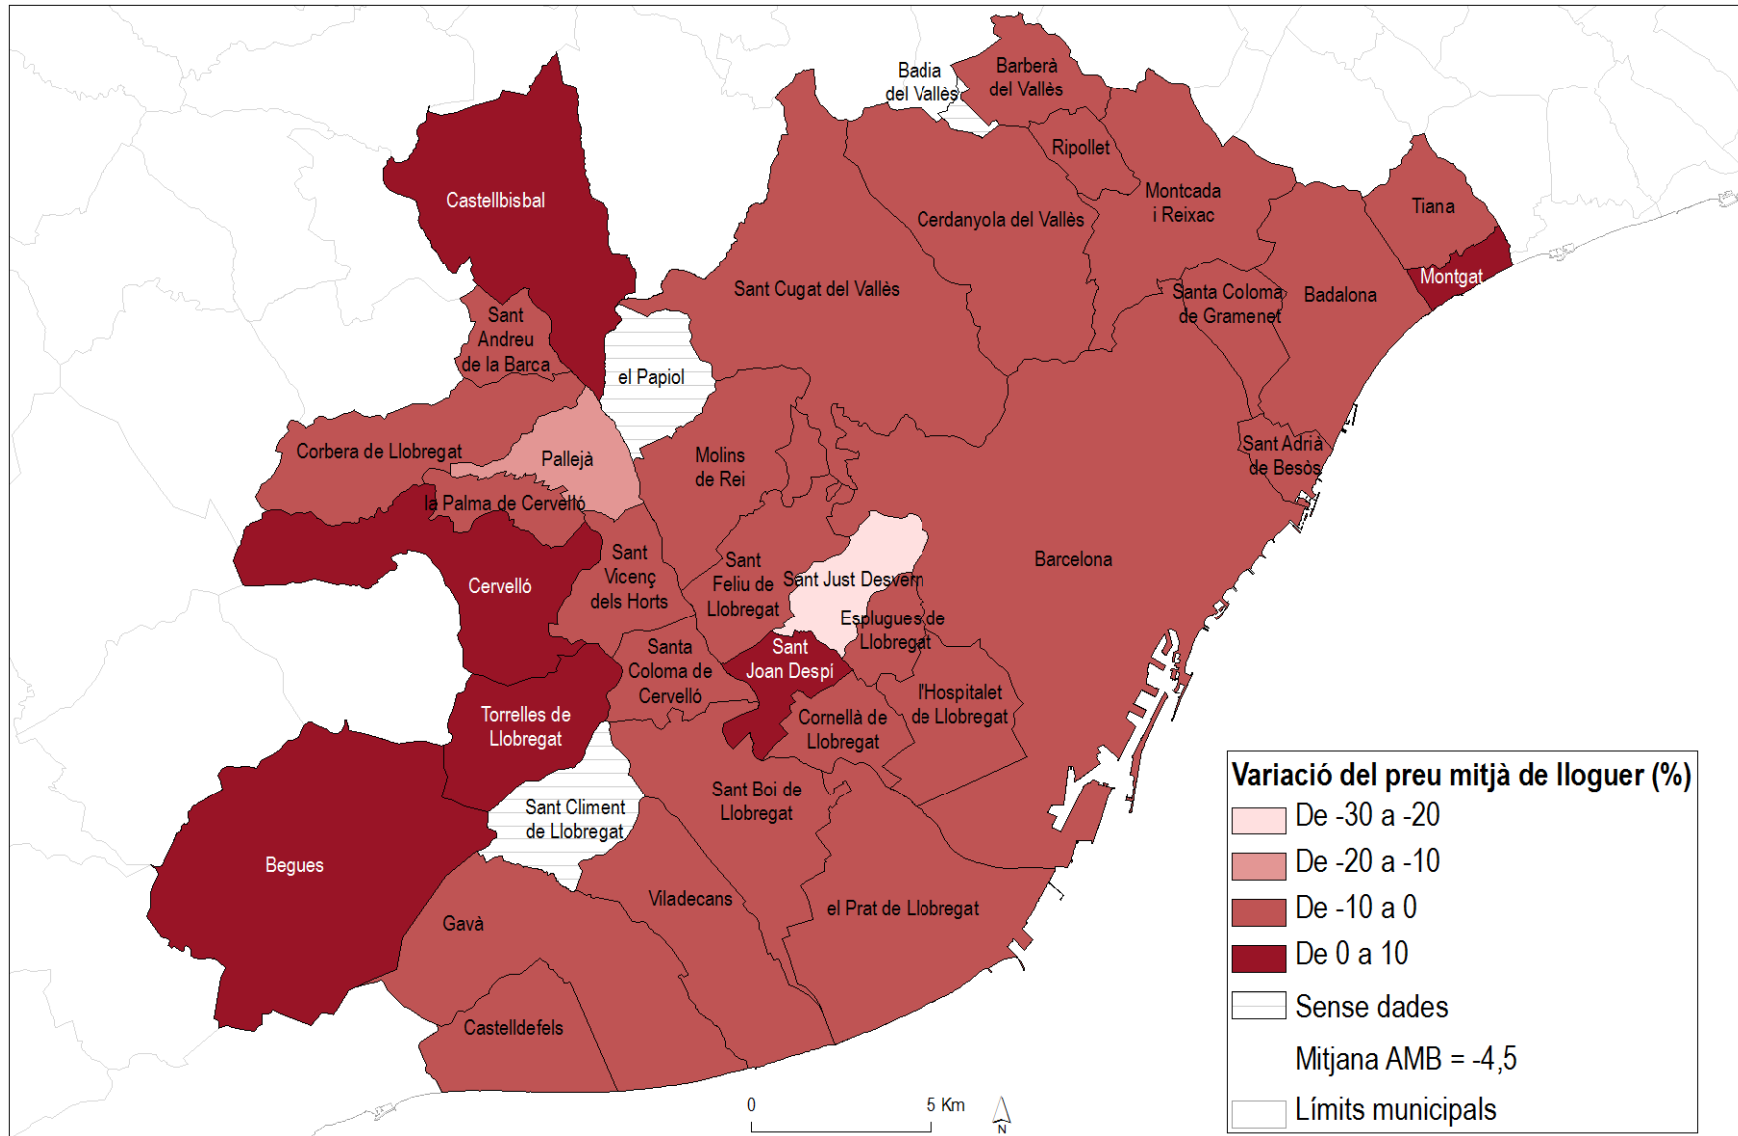 Badia
del Vallès
Barberà
del Vallès
Ripollet
Castellbisbal
Cerdanyola del Vallès
Montcada
i Reixac
Tiana
Montgat
Sant Cugat del Vallès
Santa Coloma
de Gramenet
Badalona
Sant
Andreu
de la Barca
el Papiol
Corbera de Llobregat
Pallejà
Molins
de Rei
Sant Adrià
de Besòs
la Palma de Cervelló
Cervelló
Sant
Vicenç
dels Horts
Sant
Feliu de
Llobregat
Sant Just Desvern
Barcelona
Esplugues de
Llobregat
Santa
Coloma de
Cervelló
Sant
Joan Despí
l'Hospitalet
de Llobregat
Torrelles de
Llobregat
Cornellà de
Llobregat
Sant Climent
de Llobregat
Sant Boi de
Llobregat
Begues
Gavà
Viladecans
el Prat de Llobregat
Castelldefels
Variació del preu mitjà de lloguer (%)
De -30 a -20
De -20 a -10
De -10 a 0
De 0 a 10
Sense dades
Mitjana AMB = -4,5
Límits municipals
0 5 Km
N